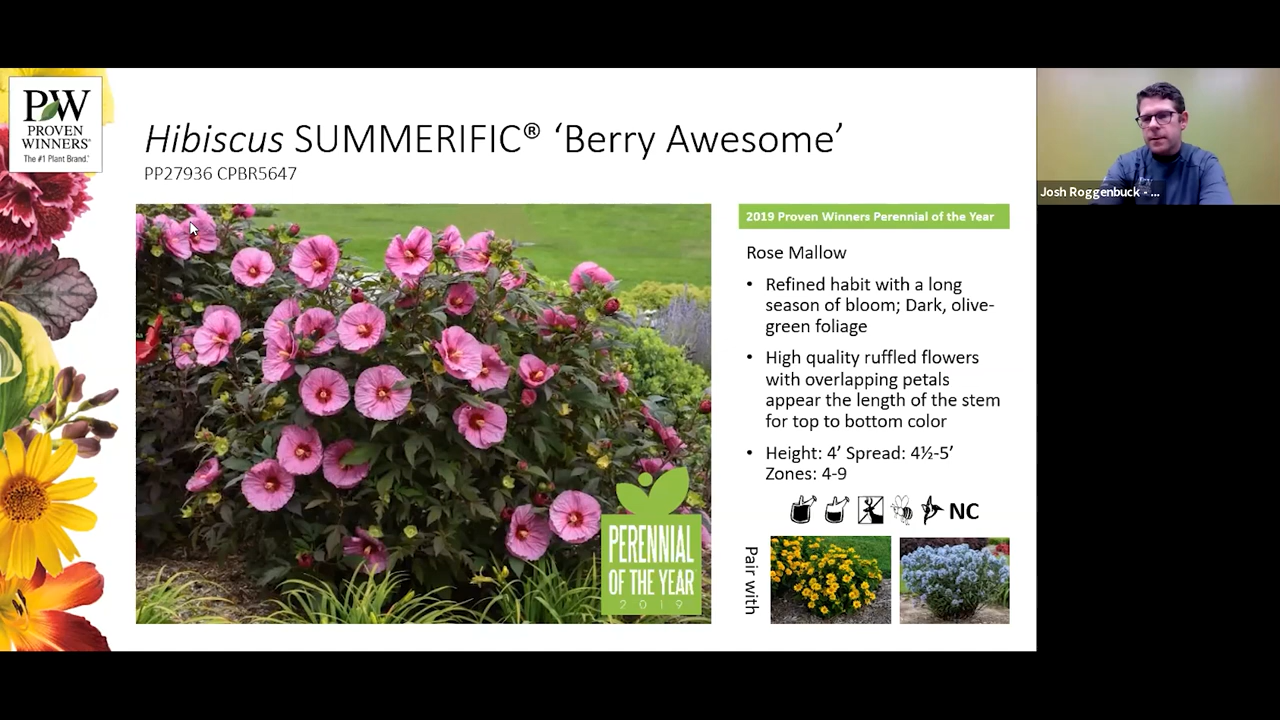 PW
PROVEN
WINNERS®
The #1 Plant Brand.®
Hibiscus SUMMERIFIC® ‘Berry Awesome’
PP27936 CPBR5647
Josh Roggenbuck - ...
2019 Proven Winners Perennial of the Year
Rose Mallow
• Refined habit with a long
season of bloom; Dark, olive-
green foliage
• High quality ruffled flowers
with overlapping petals
appear the length of the stem
for top to bottom color
• Height: 4’ Spread: 4½-5’
Zones: 4-9
NC
Pair with
PERENNIAL
OF THE YEAR
2019